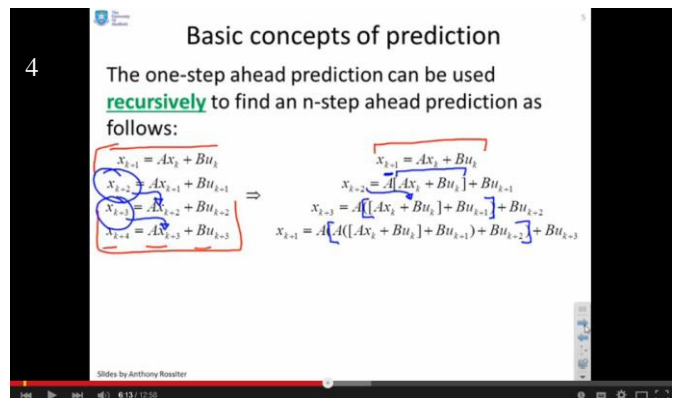 5
4
Basic concepts of prediction
The one-step ahead prediction can be used
recursively to find an n-step ahead prediction as
follows:
x_{k+1} = Ax_k + Bu_k
x_{k+2} = Ax_{k+1} + Bu_{k+1}
x_{k+3} = Ax_{k+2} + Bu_{k+2}
x_{k+4} = Ax_{k+3} + Bu_{k+3}
⇒
x_{k+1} = Ax_k + Bu_k
x_{k+2} = A[Ax_k + Bu_k] + Bu_{k+1}
x_{k+3} = A([Ax_k + Bu_k] + Bu_{k+1}) + Bu_{k+2}
x_{k+1} = A(A([Ax_k + Bu_k] + Bu_{k+1}) + Bu_{k+2}) + Bu_{k+3}
Slides by Anthony Rossiter
6:13 / 12:58